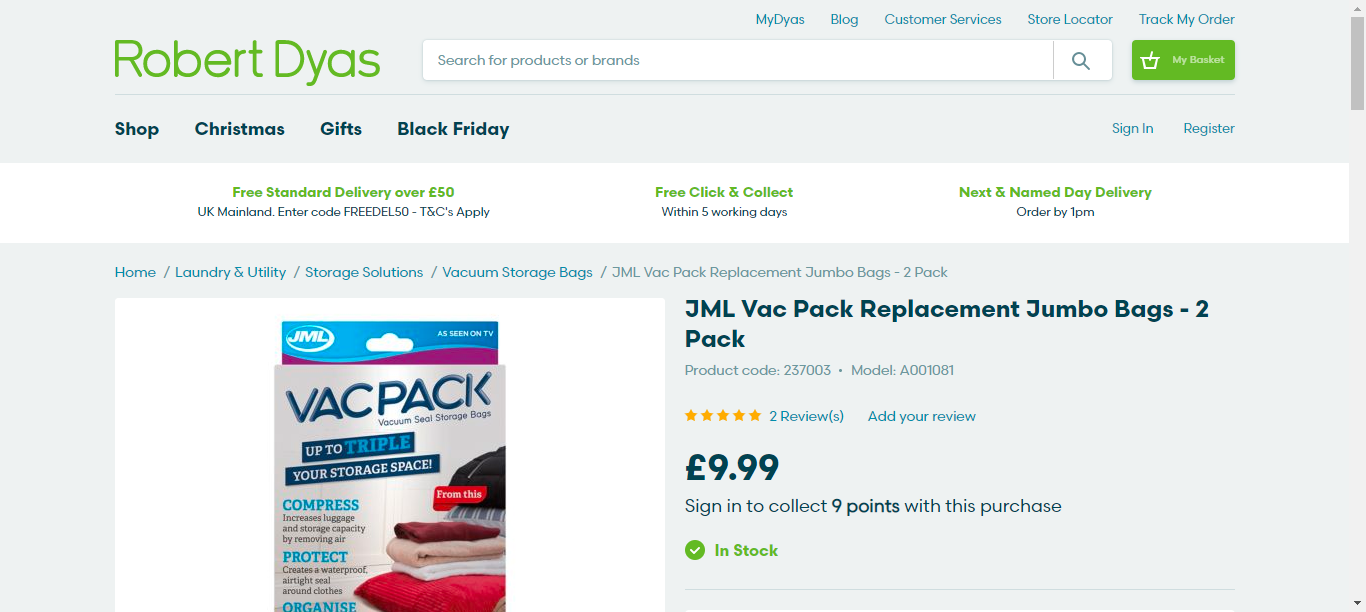 MyDyas Blog Customer Services Store Locator Track My Order
Robert Dyas
Search for products or brands
My Basket
Shop Christmas Gifts Black Friday
Sign In Register
Free Standard Delivery over £50
UK Mainland. Enter code FREEDEL50 - T&C's Apply
Free Click & Collect
Within 5 working days
Next & Named Day Delivery
Order by 1pm
Home / Laundry & Utility / Storage Solutions / Vacuum Storage Bags / JML Vac Pack Replacement Jumbo Bags - 2 Pack
JML
AS SEEN ON TV
VACPACK
Vacuum Seal Storage Bags
UP TO TRIPLE
YOUR STORAGE SPACE!
From this
COMPRESS
Increases luggage
and storage capacity
by removing air
PROTECT
Creates a waterproof,
airtight seal
around clothes
ORGANISE
JML Vac Pack Replacement Jumbo Bags - 2
Pack
Product code: 237003 • Model: A001081
2 Review(s) Add your review
£9.99
Sign in to collect 9 points with this purchase
In Stock